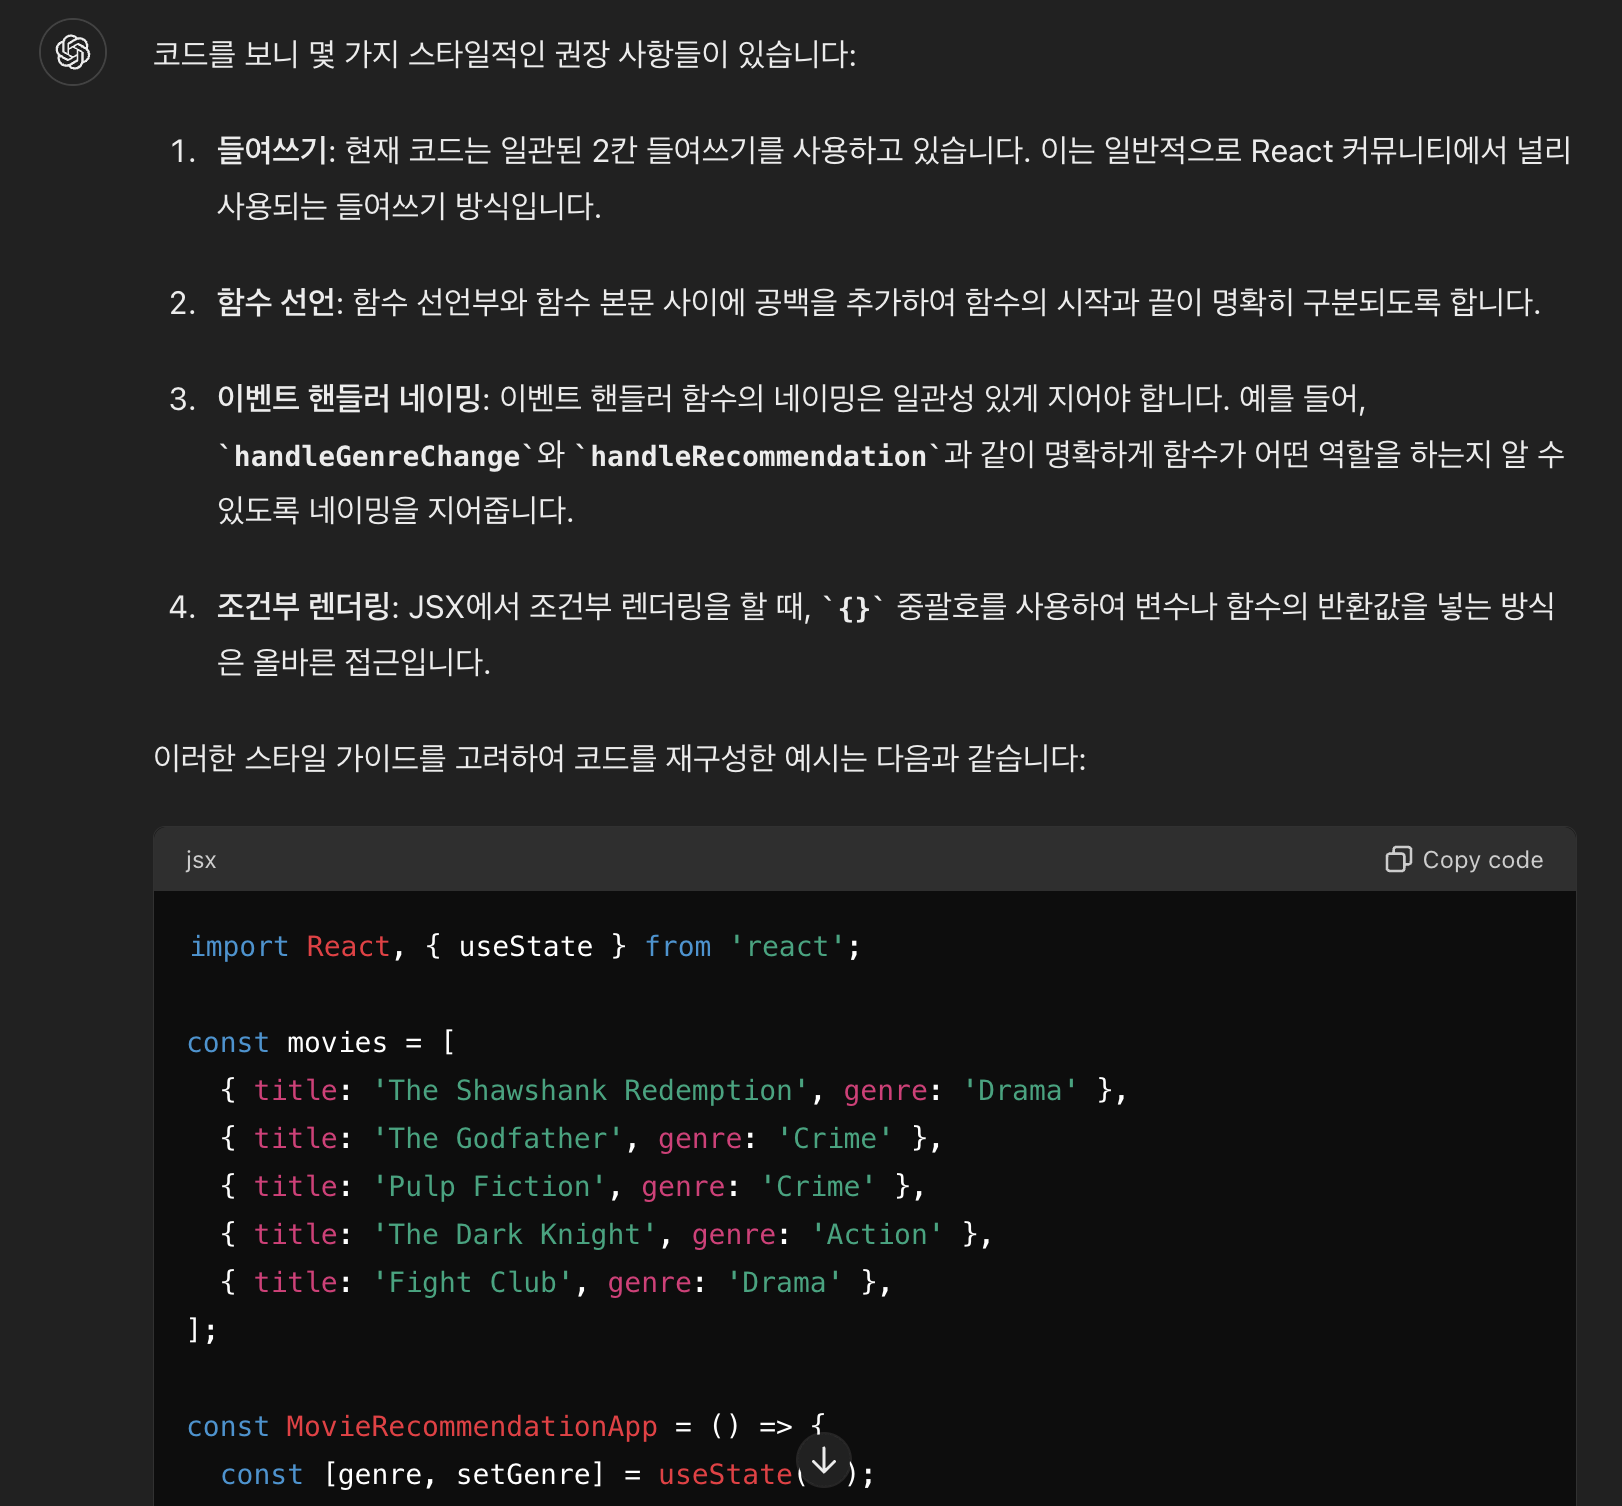 코드를 보니 몇 가지 스타일적인 권장 사항들이 있습니다:
1. 들여쓰기: 현재 코드는 일관된 2칸 들여쓰기를 사용하고 있습니다. 이는 일반적으로 React 커뮤니티에서 널리
사용되는 들여쓰기 방식입니다.
2. 함수 선언: 함수 선언부와 함수 본문 사이에 공백을 추가하여 함수의 시작과 끝이 명확히 구분되도록 합니다.
3. 이벤트 핸들러 네이밍: 이벤트 핸들러 함수의 네이밍은 일관성 있게 지어야 합니다. 예를 들어,
`handleGenreChange`와 `handleRecommendation`과 같이 명확하게 함수가 어떤 역할을 하는지 알 수
있도록 네이밍을 지어줍니다.
4. 조건부 렌더링: JSX에서 조건부 렌더링을 할 때, `{}` 중괄호를 사용하여 변수나 함수의 반환값을 넣는 방식
은 올바른 접근입니다.
이러한 스타일 가이드를 고려하여 코드를 재구성한 예시는 다음과 같습니다:
jsx Copy code
import React, { useState } from 'react';
const movies = [
{ title: 'The Shawshank Redemption', genre: 'Drama' },
{ title: 'The Godfather', genre: 'Crime' },
{ title: 'Pulp Fiction', genre: 'Crime' },
{ title: 'The Dark Knight', genre: 'Action' },
{ title: 'Fight Club', genre: 'Drama' },
];
const MovieRecommendationApp = () => {
const [genre, setGenre] = useState( );